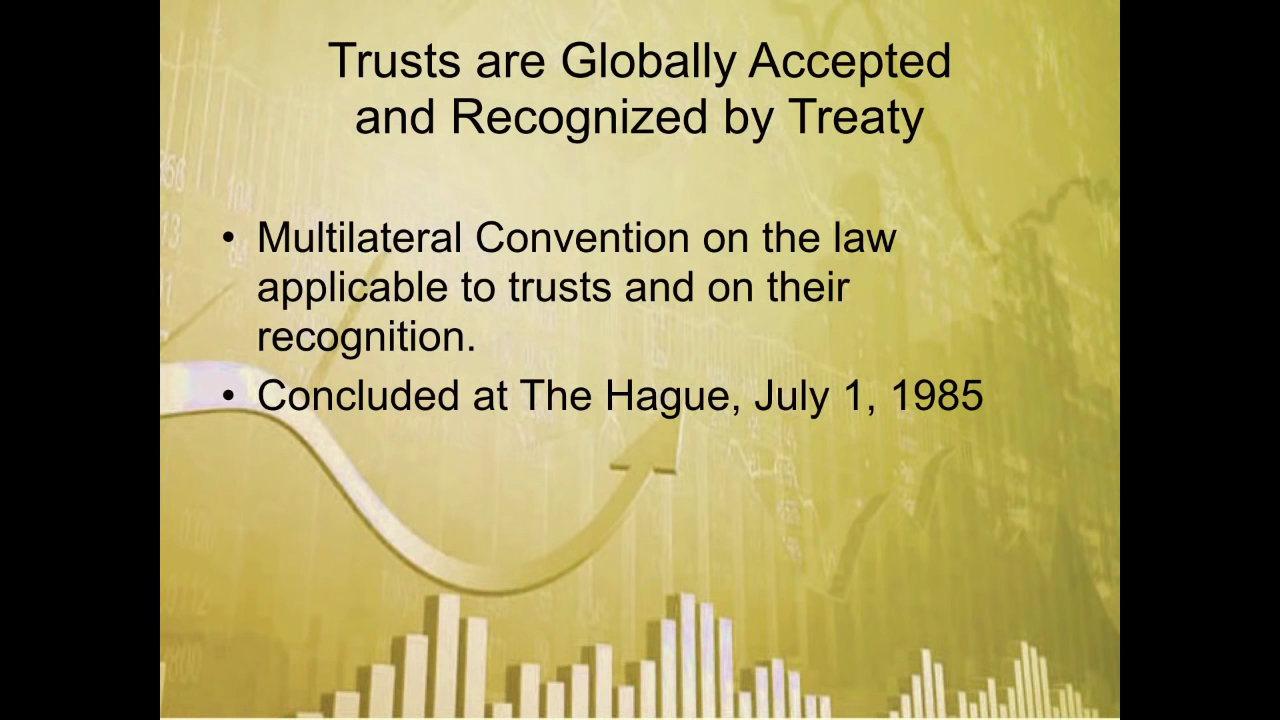 Trusts are Globally Accepted
and Recognized by Treaty
• Multilateral Convention on the law
applicable to trusts and on their
recognition.
• Concluded at The Hague, July 1, 1985